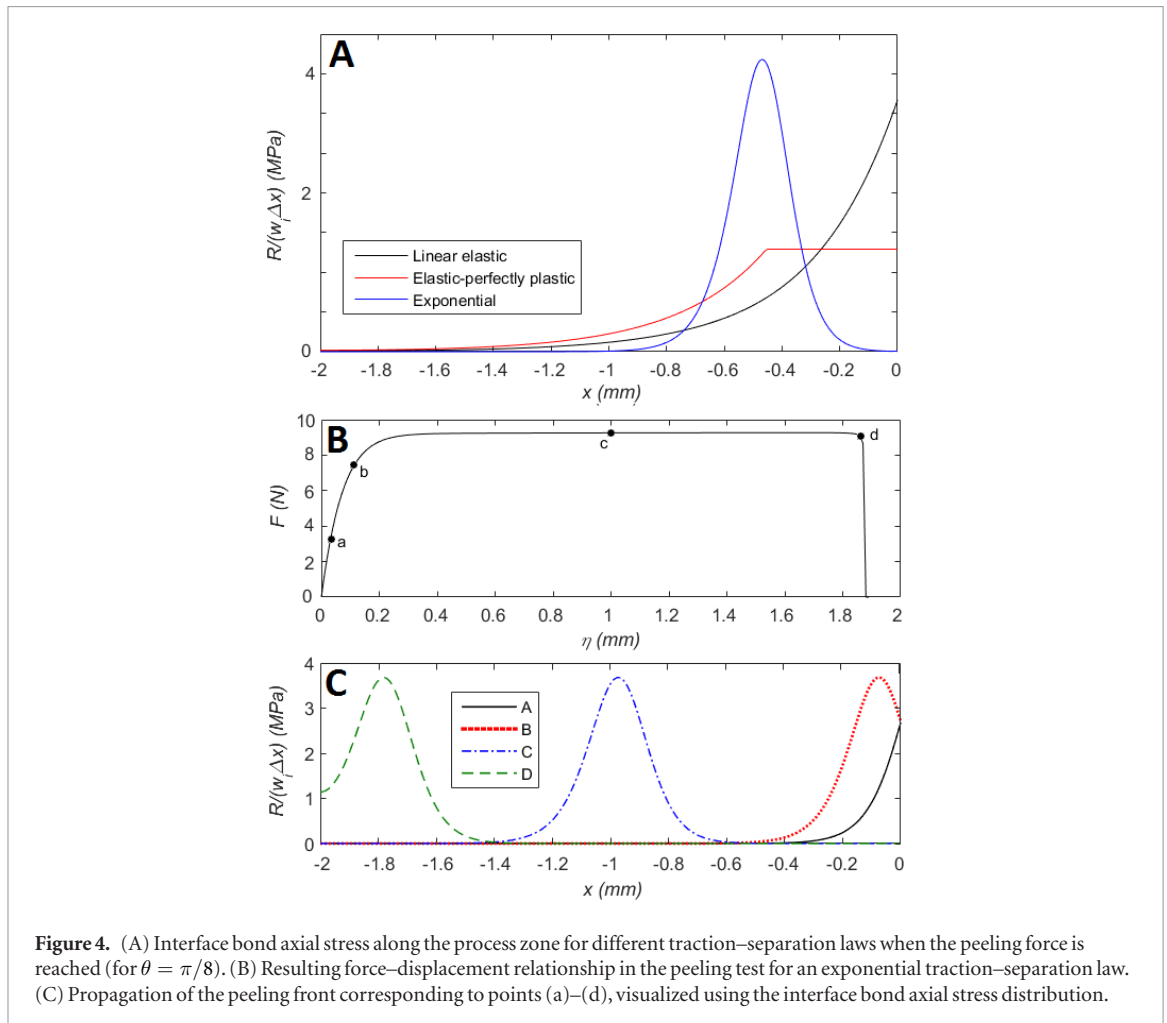 A
R/(w_i Δx) (MPa)
4
2
0
Linear elastic
Elastic-perfectly plastic
Exponential
-2 -1.8 -1.6 -1.4 -1.2 -1 -0.8 -0.6 -0.4 -0.2 0
x (mm)
B
F (N)
10
8
6
4
2
0
a
b
c
d
0 0.2 0.4 0.6 0.8 1 1.2 1.4 1.6 1.8 2
η (mm)
C
R/(w_i Δx) (MPa)
4
3
2
1
0
A
B
C
D
-2 -1.8 -1.6 -1.4 -1.2 -1 -0.8 -0.6 -0.4 -0.2 0
x (mm)
Figure 4. (A) Interface bond axial stress along the process zone for different traction–separation laws when the peeling force is
reached (for θ = π/8). (B) Resulting force–displacement relationship in the peeling test for an exponential traction–separation law.
(C) Propagation of the peeling front corresponding to points (a)–(d), visualized using the interface bond axial stress distribution.